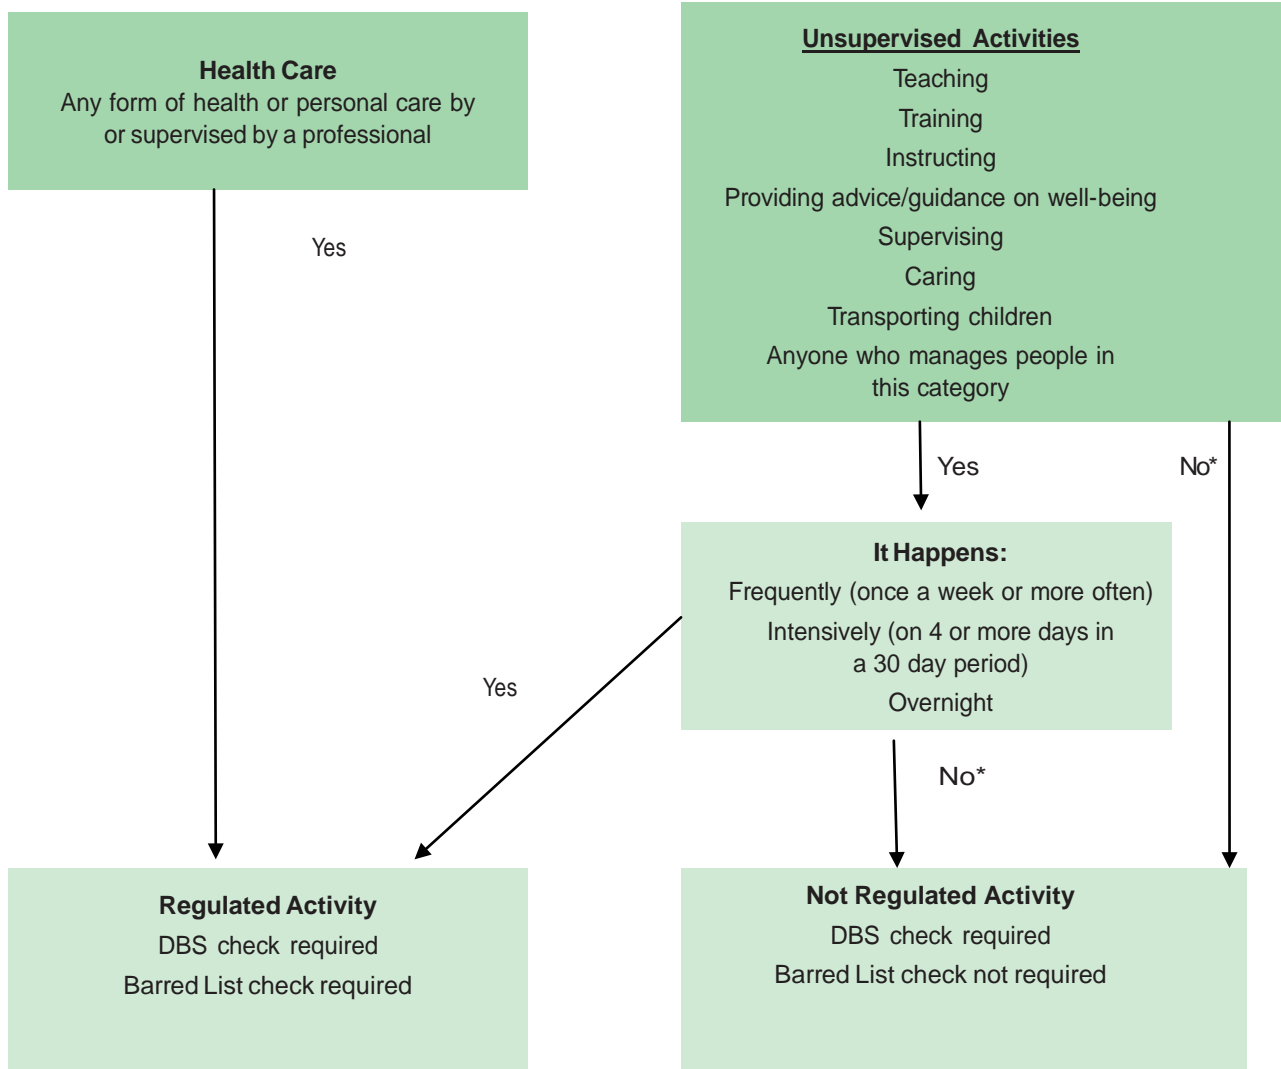 Health Care
Any form of health or personal care by
or supervised by a professional
Yes
Unsupervised Activities
Teaching
Training
Instructing
Providing advice/guidance on well-being
Supervising
Caring
Transporting children
Anyone who manages people in
this category
Yes
No*
It Happens:
Frequently (once a week or more often)
Intensively (on 4 or more days in
a 30 day period)
Overnight
Yes
No*
Regulated Activity
DBS check required
Barred List check required
Not Regulated Activity
DBS check required
Barred List check not required